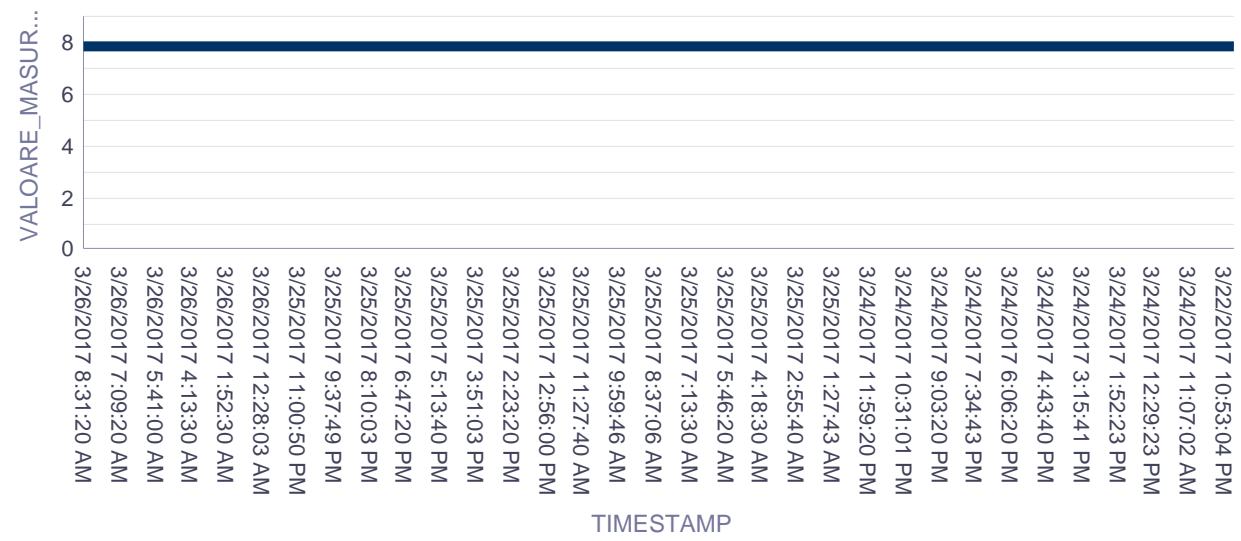 VALOARE_MASUR...
8
6
4
2
0
3/26/2017 8:31:20 AM
3/26/2017 7:09:20 AM
3/26/2017 5:41:00 AM
3/26/2017 4:13:30 AM
3/26/2017 1:52:30 AM
3/26/2017 12:28:03 AM
3/25/2017 11:00:50 PM
3/25/2017 9:37:49 PM
3/25/2017 8:10:03 PM
3/25/2017 6:47:20 PM
3/25/2017 5:13:40 PM
3/25/2017 3:51:03 PM
3/25/2017 2:23:20 PM
3/25/2017 12:56:00 PM
3/25/2017 11:27:40 AM
3/25/2017 9:59:46 AM
3/25/2017 8:37:06 AM
3/25/2017 7:13:30 AM
3/25/2017 5:46:20 AM
3/25/2017 4:18:30 AM
3/25/2017 2:55:40 AM
3/25/2017 1:27:43 AM
3/24/2017 11:59:20 PM
3/24/2017 10:31:01 PM
3/24/2017 9:03:20 PM
3/24/2017 7:34:43 PM
3/24/2017 6:06:20 PM
3/24/2017 4:43:40 PM
3/24/2017 3:15:41 PM
3/24/2017 1:52:23 PM
3/24/2017 12:29:23 PM
3/24/2017 11:07:02 AM
3/22/2017 10:53:04 PM
TIMESTAMP